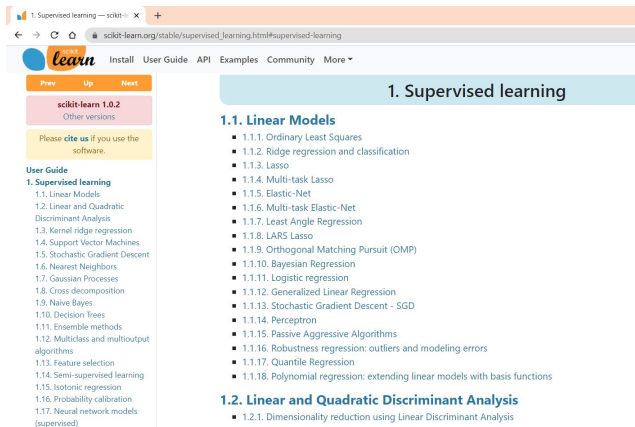 1. Supervised learning — scikit-le
scikit-learn.org/stable/supervised_learning.html#supervised-learning
scikit
learn
Install User Guide API Examples Community More
Prev Up Next
scikit-learn 1.0.2
Other versions
Please cite us if you use the
software.
User Guide
1. Supervised learning
1.1. Linear Models
1.2. Linear and Quadratic
Discriminant Analysis
1.3. Kernel ridge regression
1.4. Support Vector Machines
1.5. Stochastic Gradient Descent
1.6. Nearest Neighbors
1.7. Gaussian Processes
1.8. Cross decomposition
1.9. Naive Bayes
1.10. Decision Trees
1.11. Ensemble methods
1.12. Multiclass and multioutput
algorithms
1.13. Feature selection
1.14. Semi-supervised learning
1.15. Isotonic regression
1.16. Probability calibration
1.17. Neural network models
(supervised)
1. Supervised learning
1.1. Linear Models
1.1.1. Ordinary Least Squares
1.1.2. Ridge regression and classification
1.1.3. Lasso
1.1.4. Multi-task Lasso
1.1.5. Elastic-Net
1.1.6. Multi-task Elastic-Net
1.1.7. Least Angle Regression
1.1.8. LARS Lasso
1.1.9. Orthogonal Matching Pursuit (OMP)
1.1.10. Bayesian Regression
1.1.11. Logistic regression
1.1.12. Generalized Linear Regression
1.1.13. Stochastic Gradient Descent - SGD
1.1.14. Perceptron
1.1.15. Passive Aggressive Algorithms
1.1.16. Robustness regression: outliers and modeling errors
1.1.17. Quantile Regression
1.1.18. Polynomial regression: extending linear models with basis functions
1.2. Linear and Quadratic Discriminant Analysis
1.2.1. Dimensionality reduction using Linear Discriminant Analysis